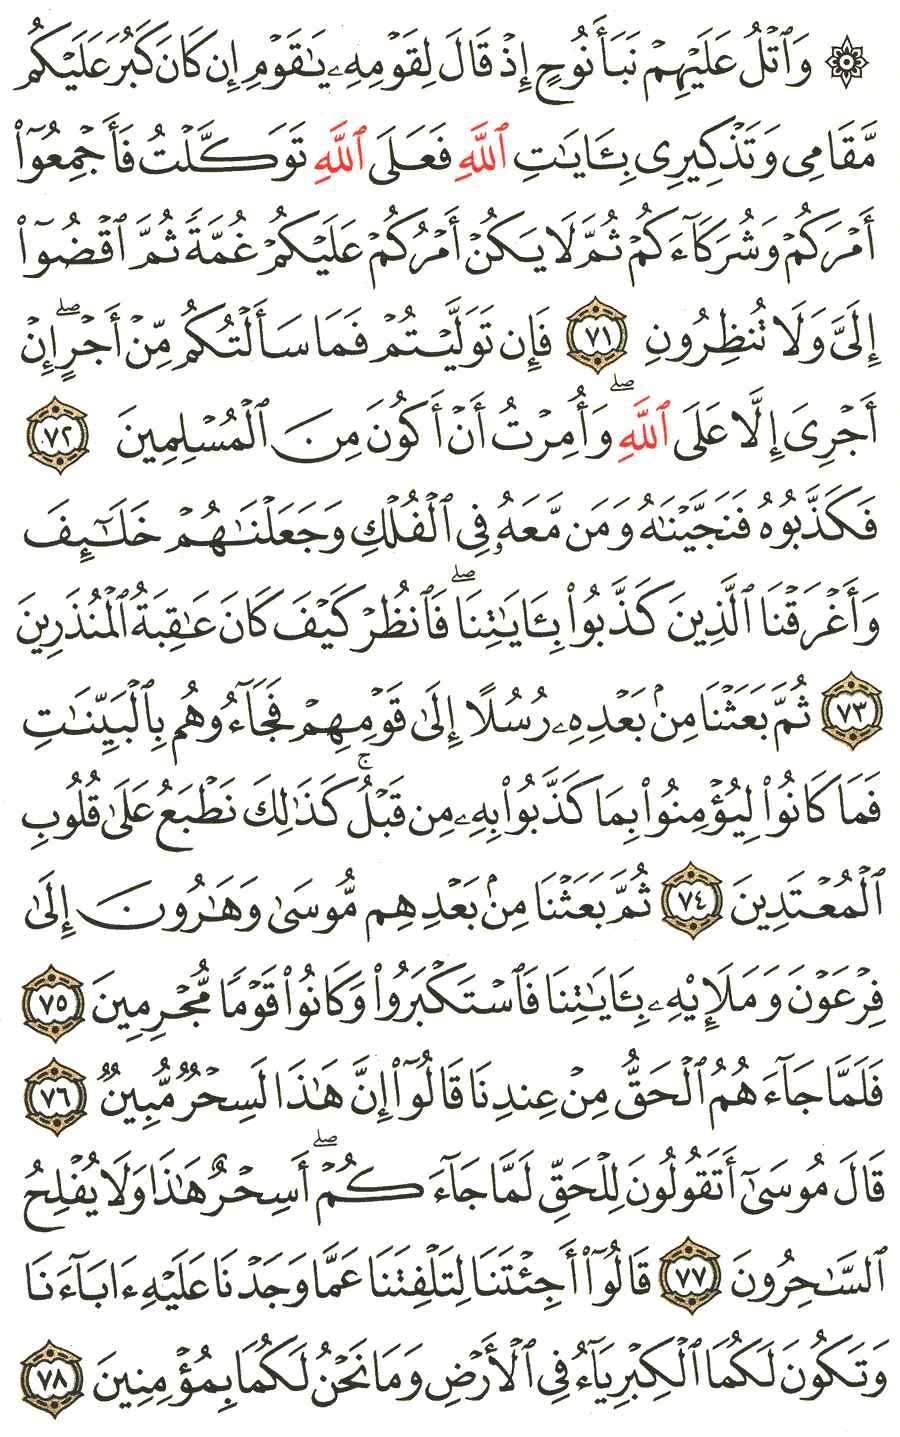 ۞ وَٱتۡلُ عَلَيۡهِمۡ نَبَأَ نُوحٍ إِذۡ قَالَ لِقَوۡمِهِۦ يَٰقَوۡمِ إِن كَانَ كَبُرَ عَلَيۡكُم
مَّقَامِي وَتَذۡكِيرِي بِـَٔايَٰتِ ٱللَّهِ فَعَلَى ٱللَّهِ تَوَكَّلۡتُ فَأَجۡمِعُوٓاْ
أَمۡرَكُمۡ وَشُرَكَآءَكُمۡ ثُمَّ لَا يَكُنۡ أَمۡرُكُمۡ عَلَيۡكُمۡ غُمَّةٗ ثُمَّ ٱقۡضُوٓاْ
إِلَيَّ وَلَا تُنظِرُونِ ٧١ فَإِن تَوَلَّيۡتُمۡ فَمَا سَأَلۡتُكُم مِّنۡ أَجۡرٍۖ إِنۡ
أَجۡرِيَ إِلَّا عَلَى ٱللَّهِۖ وَأُمِرۡتُ أَنۡ أَكُونَ مِنَ ٱلۡمُسۡلِمِينَ ٧٢
فَكَذَّبُوهُ فَنَجَّيۡنَٰهُ وَمَن مَّعَهُۥ فِي ٱلۡفُلۡكِ وَجَعَلۡنَٰهُمۡ خَلَٰٓئِفَ
وَأَغۡرَقۡنَا ٱلَّذِينَ كَذَّبُواْ بِـَٔايَٰتِنَاۖ فَٱنظُرۡ كَيۡفَ كَانَ عَٰقِبَةُ ٱلۡمُنذَرِينَ
٧٣ ثُمَّ بَعَثۡنَا مِنۢ بَعۡدِهِۦ رُسُلًا إِلَىٰ قَوۡمِهِمۡ فَجَآءُوهُم بِٱلۡبَيِّنَٰتِ
فَمَا كَانُواْ لِيُؤۡمِنُواْ بِمَا كَذَّبُواْ بِهِۦ مِن قَبۡلُۚ كَذَٰلِكَ نَطۡبَعُ عَلَىٰ قُلُوبِ
ٱلۡمُعۡتَدِينَ ٧٤ ثُمَّ بَعَثۡنَا مِنۢ بَعۡدِهِم مُّوسَىٰ وَهَٰرُونَ إِلَىٰ
فِرۡعَوۡنَ وَمَلَإِيْهِۦ بِـَٔايَٰتِنَا فَٱسۡتَكۡبَرُواْ وَكَانُواْ قَوۡمٗا مُّجۡرِمِينَ ٧٥
فَلَمَّا جَآءَهُمُ ٱلۡحَقُّ مِنۡ عِندِنَا قَالُوٓاْ إِنَّ هَٰذَا لَسِحۡرٞ مُّبِينٞ ٧٦
قَالَ مُوسَىٰٓ أَتَقُولُونَ لِلۡحَقِّ لَمَّا جَآءَكُمۡۖ أَسِحۡرٌ هَٰذَا وَلَا يُفۡلِحُ
ٱلسَّٰحِرُونَ ٧٧ قَالُوٓاْ أَجِئۡتَنَا لِتَلۡفِتَنَا عَمَّا وَجَدۡنَا عَلَيۡهِ ءَابَآءَنَا
وَتَكُونَ لَكُمَا ٱلۡكِبۡرِيَآءُ فِي ٱلۡأَرۡضِ وَمَا نَحۡنُ لَكُمَا بِمُؤۡمِنِينَ ٧٨